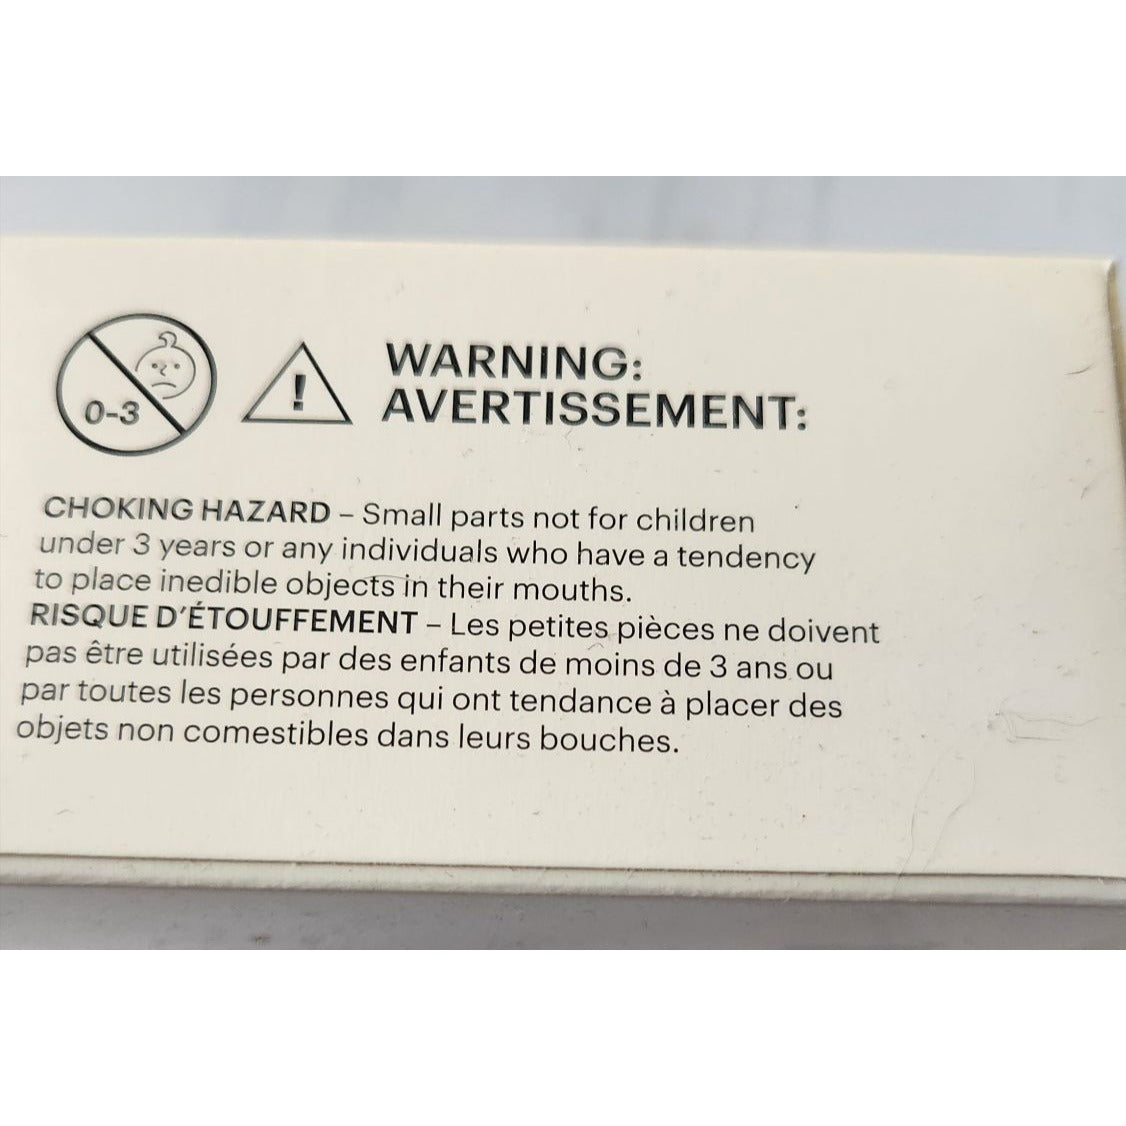 0-3
!
WARNING:
AVERTISSEMENT:
CHOKING HAZARD – Small parts not for children
under 3 years or any individuals who have a tendency
to place inedible objects in their mouths.
RISQUE D'ÉTOUFFEMENT – Les petites pièces ne doivent
pas être utilisées par des enfants de moins de 3 ans ou
par toutes les personnes qui ont tendance à placer des
objets non comestibles dans leurs bouches.